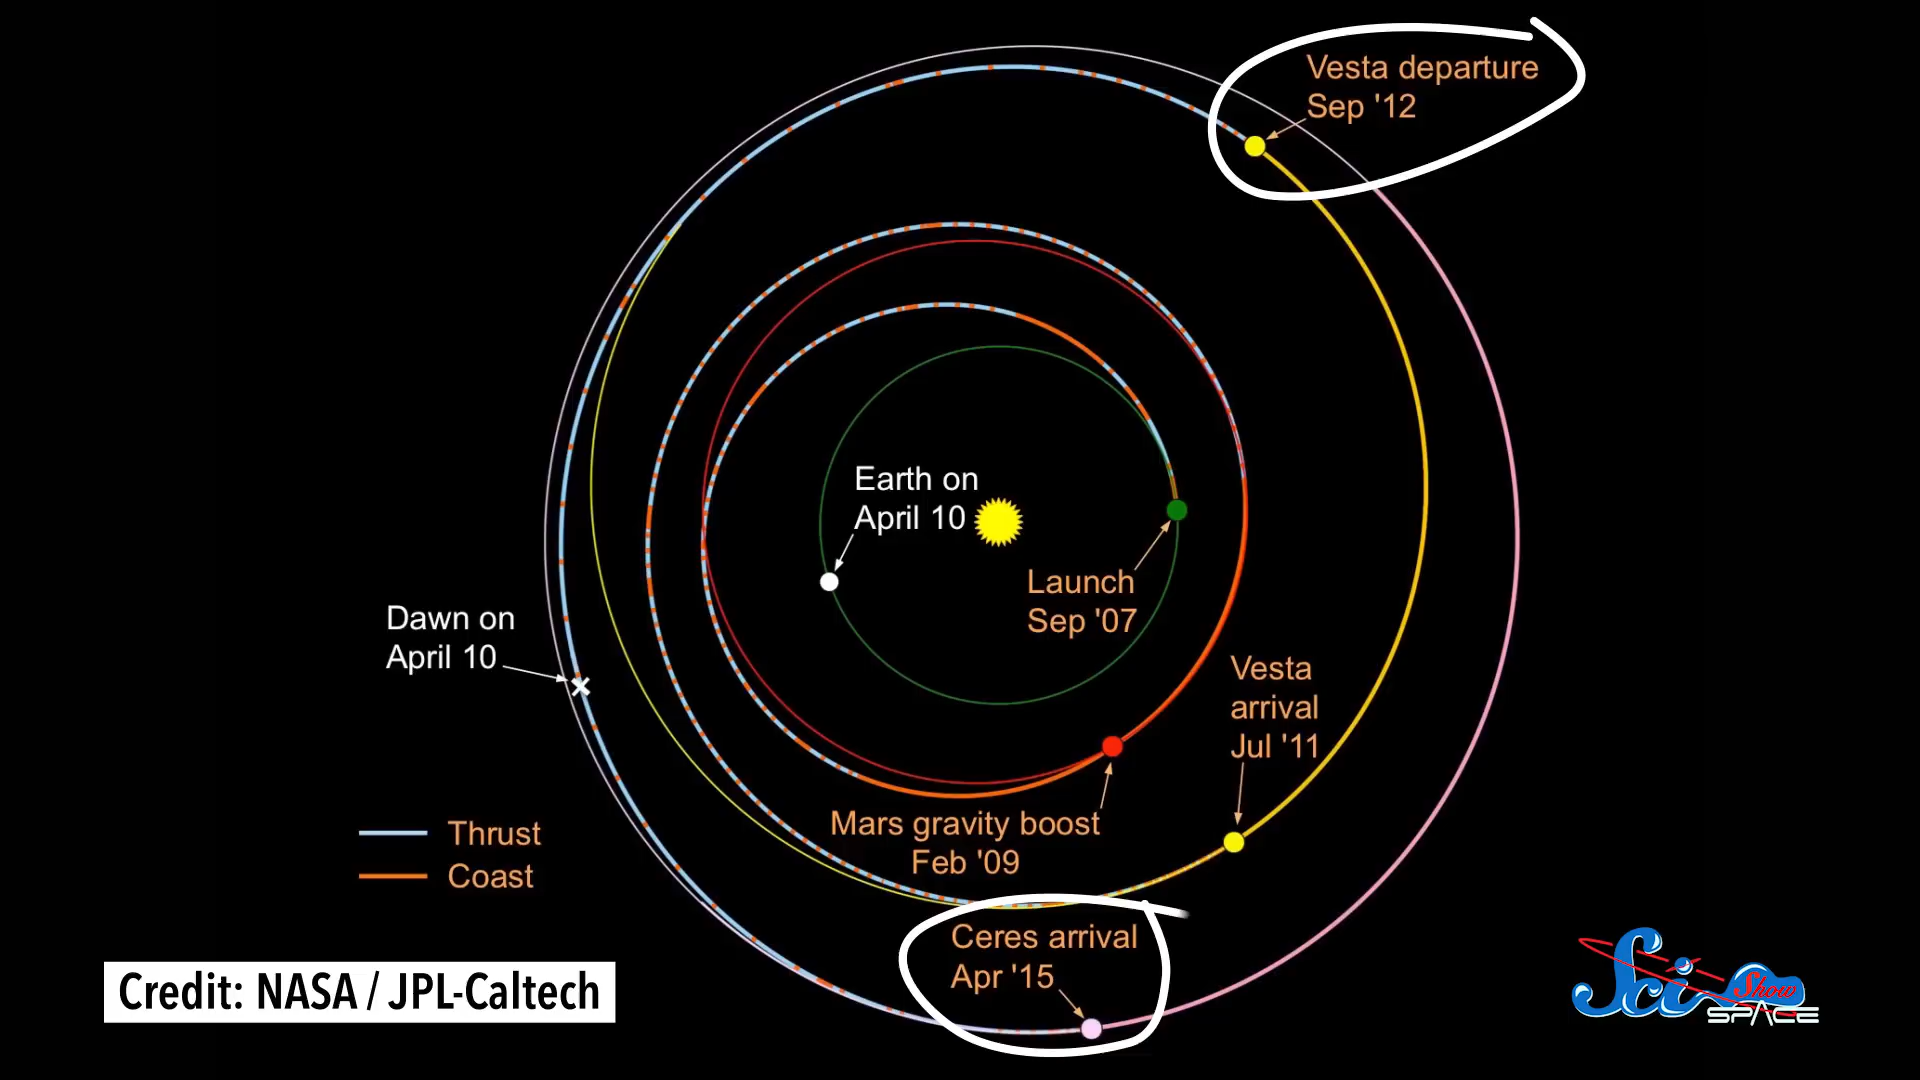 Vesta departure
Sep '12
Earth on
April 10
Launch
Sep '07
Dawn on
April 10
Vesta
arrival
Jul '11
Mars gravity boost
Feb '09
Thrust
Coast
Ceres arrival
Apr '15
Credit: NASA / JPL-Caltech
Sci Show
SPACE